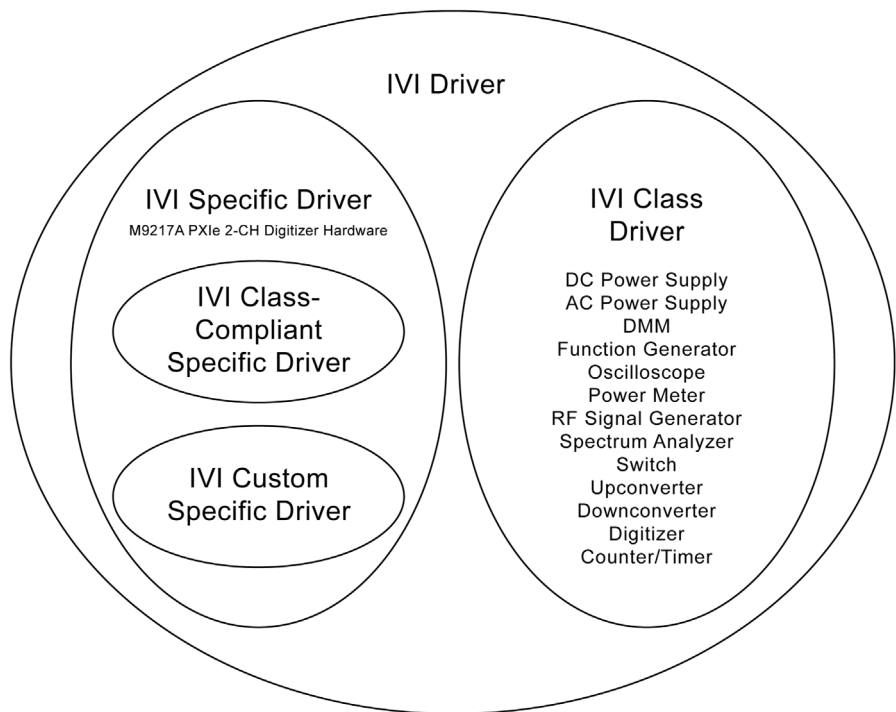 IVI Driver
IVI Specific Driver
M9217A PXIe 2-CH Digitizer Hardware
IVI Class-
Compliant
Specific Driver
IVI Custom
Specific Driver
IVI Class
Driver
DC Power Supply
AC Power Supply
DMM
Function Generator
Oscilloscope
Power Meter
RF Signal Generator
Spectrum Analyzer
Switch
Upconverter
Downconverter
Digitizer
Counter/Timer